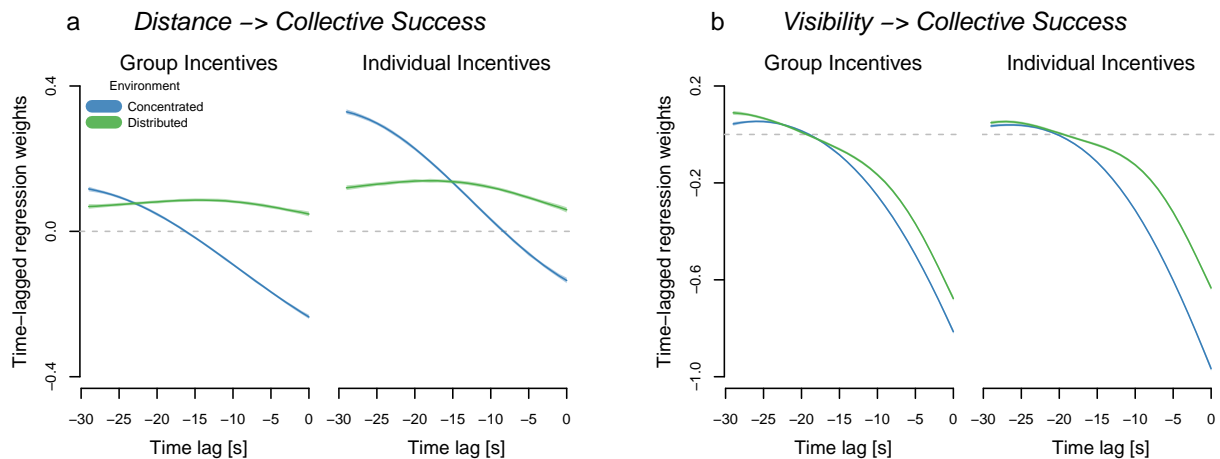 a Distance −> Collective Success
Group Incentives
Individual Incentives
Environment
Concentrated
Distributed
Time−lagged regression weights
0.4
0.0
−0.4
−30 −25 −20 −15 −10 −5 0
−30 −25 −20 −15 −10 −5 0
Time lag [s]
Time lag [s]
b Visibility −> Collective Success
Group Incentives
Individual Incentives
Time−lagged regression weights
0.2
−0.2
−0.6
−1.0
−30 −25 −20 −15 −10 −5 0
−30 −25 −20 −15 −10 −5 0
Time lag [s]
Time lag [s]